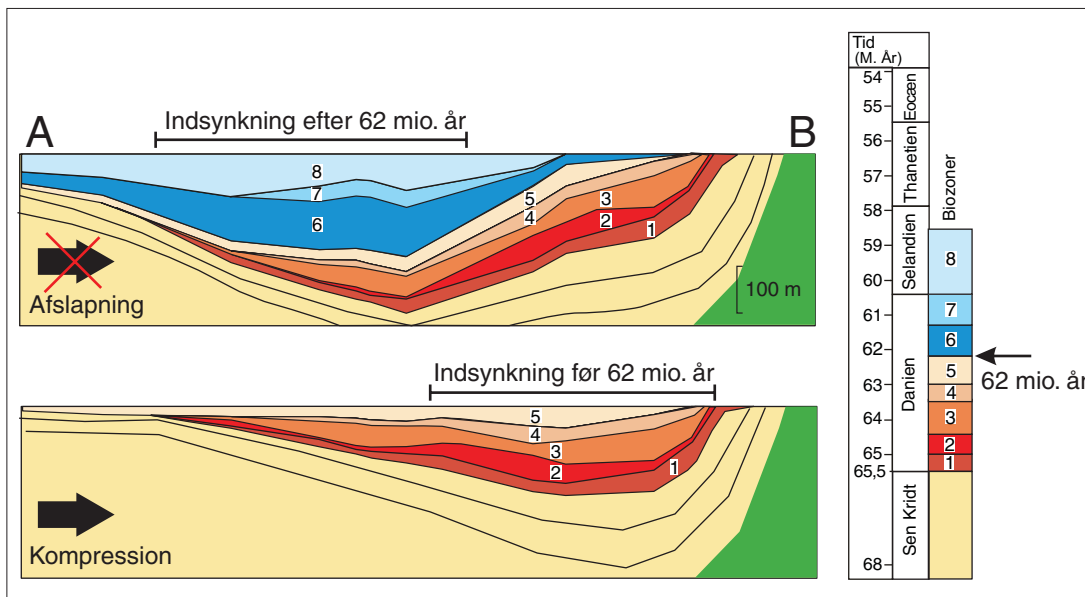 A
Indsynkning efter 62 mio. år
B
8
7
6
5
4
3
2
1
100 m
Afslapning
Indsynkning før 62 mio. år
5
4
3
2
1
Kompression
Tid
(M. År)
54
55
56
57
58
59
60
61
62
63
64
65
65,5
68
Eocæn
Thanetien
Selandien
Danien
Sen Kridt
Biozoner
8
7
6
5
4
3
2
1
62 mio. år